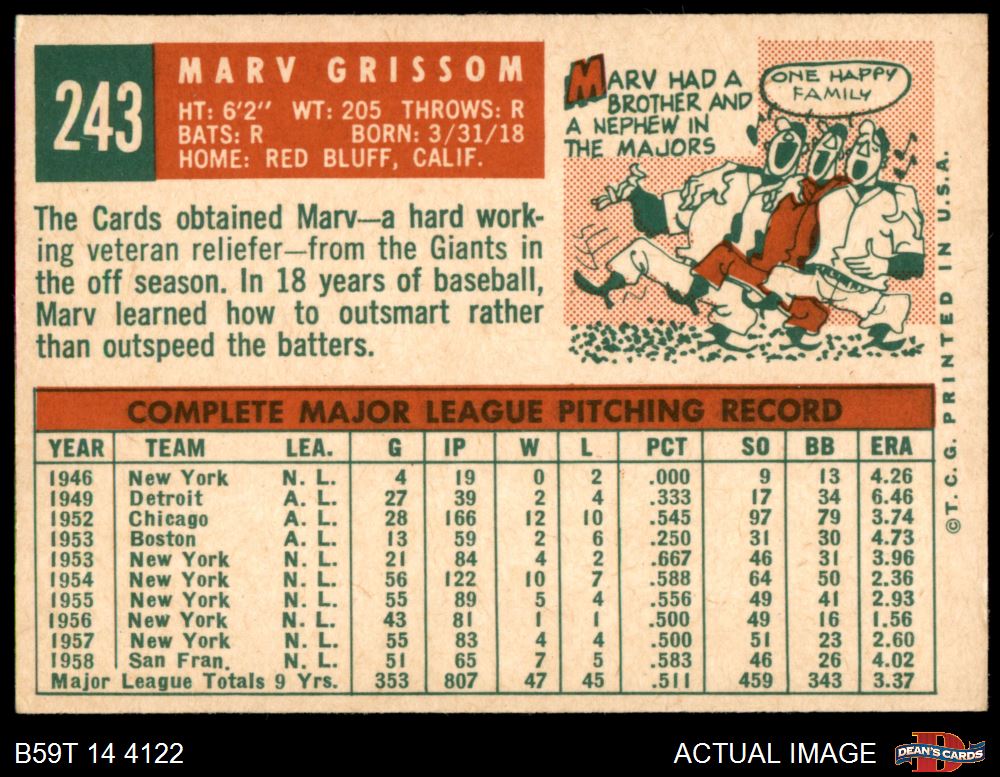 243
MARV GRISSOM
HT: 6'2" WT: 205 THROWS: R
BATS: R BORN: 3/31/18
HOME: RED BLUFF, CALIF.
The Cards obtained Marv—a hard work-
ing veteran reliefer—from the Giants in
the off season. In 18 years of baseball,
Marv learned how to outsmart rather
than outspeed the batters.
MARV HAD A
BROTHER AND
A NEPHEW IN
THE MAJORS
ONE HAPPY
FAMILY
COMPLETE MAJOR LEAGUE PITCHING RECORD
YEAR TEAM LEA. G IP W L PCT SO BB ERA
1946 New York N. L. 4 19 0 2 .000 9 13 4.26
1949 Detroit A. L. 27 39 2 4 .333 17 34 6.46
1952 Chicago A. L. 28 166 12 10 .545 97 79 3.74
1953 Boston A. L. 13 59 2 6 .250 31 30 4.73
1953 New York N. L. 21 84 4 2 .667 46 31 3.96
1954 New York N. L. 56 122 10 7 .588 64 50 2.36
1955 New York N. L. 55 89 5 4 .556 49 41 2.93
1956 New York N. L. 43 81 1 1 .500 49 16 1.56
1957 New York N. L. 55 83 4 4 .500 51 23 2.60
1958 San Fran. N. L. 51 65 7 5 .583 46 26 4.02
Major League Totals 9 Yrs. 353 807 47 45 .511 459 343 3.37
©T. C. G. PRINTED IN U.S.A.
B59T 14 4122
ACTUAL IMAGE
DEAN'S CARDS